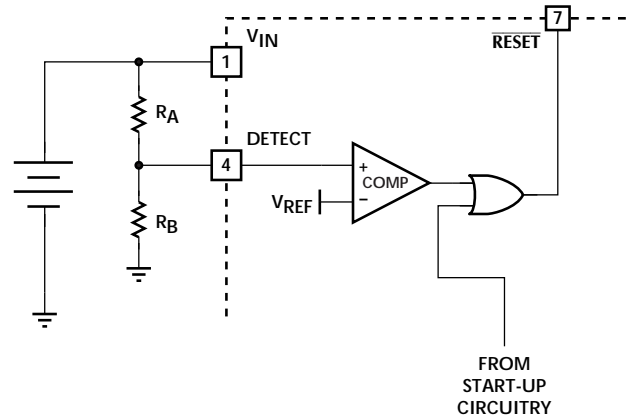 7
VIN
RESET
1
RA
DETECT
4
+
COMP
VREF
−
RB
FROM
START-UP
CIRCUITRY